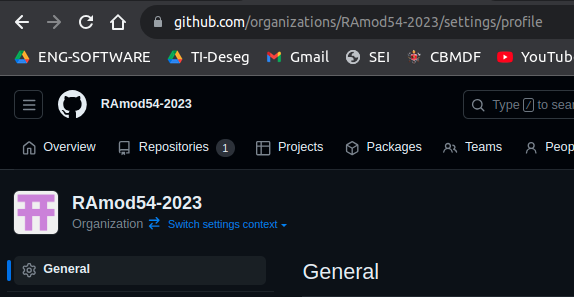 github.com/organizations/RAmod54-2023/settings/profile
ENG-SOFTWARE TI-Deseg Gmail SEI CBMDF YouTube
RAmod54-2023 Type / to sear
Overview Repositories 1 Projects Packages Teams Peop
RAmod54-2023
Organization Switch settings context
General
General